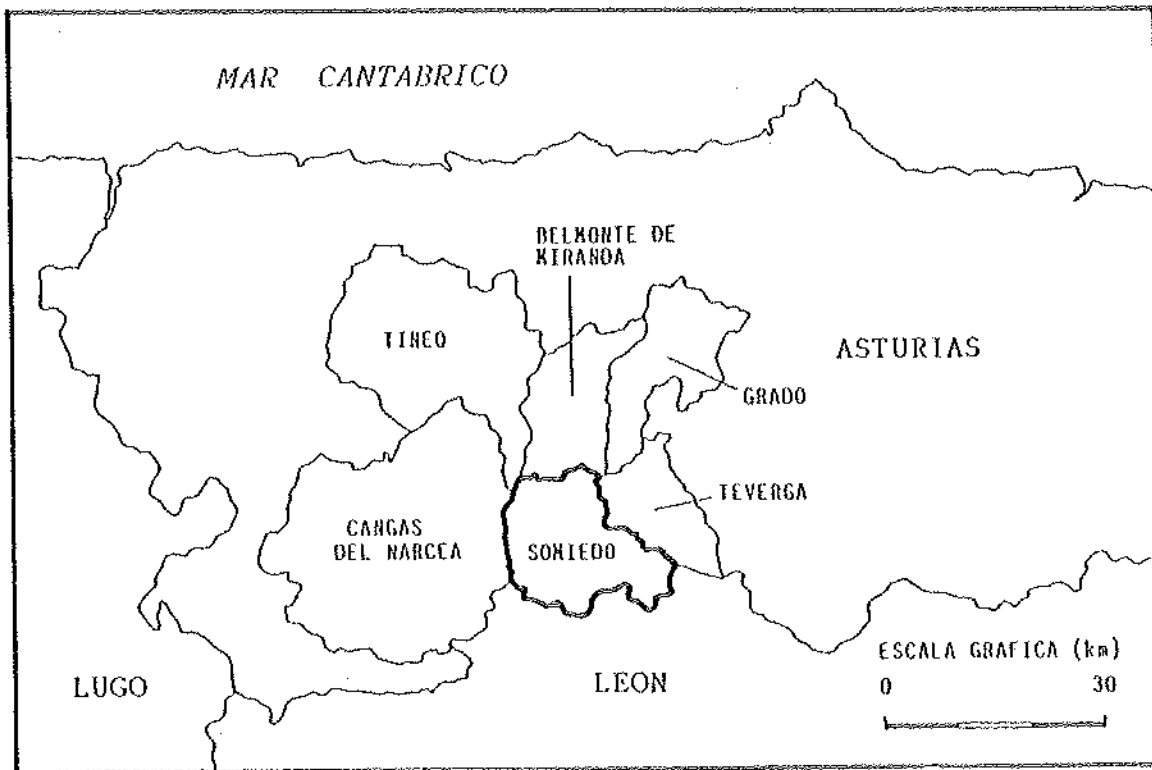 MAR CANTABRICO
BELMONTE DE
MIRANDA
TINEO
ASTURIAS
GRADO
TEVERGA
CANGAS
DEL NARCEA
SOMIEDO
ESCALA GRAFICA (km)
LUGO
LEON
0 30